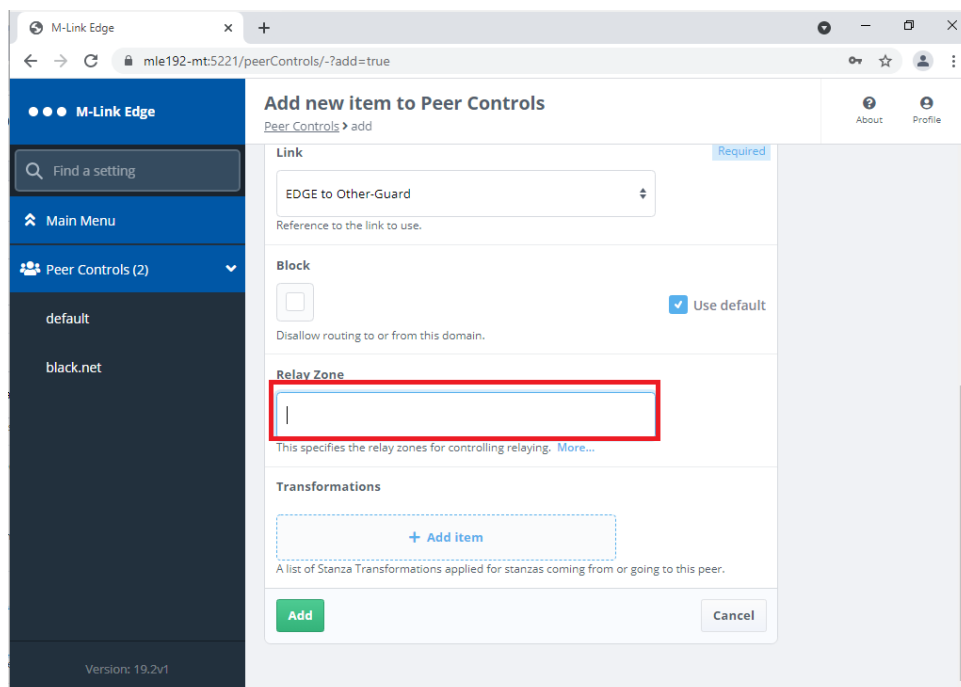 M-Link Edge
mle192-mt:5221/peerControls/-?add=true
M-Link Edge
Add new item to Peer Controls
Peer Controls > add
About
Profile
Find a setting
Main Menu
Peer Controls (2)
default
black.net
Version: 19.2v1
Link
Required
EDGE to Other-Guard
Reference to the link to use.
Block
Use default
Disallow routing to or from this domain.
Relay Zone
This specifies the relay zones for controlling relaying. More...
Transformations
+ Add item
A list of Stanza Transformations applied for stanzas coming from or going to this peer.
Add
Cancel